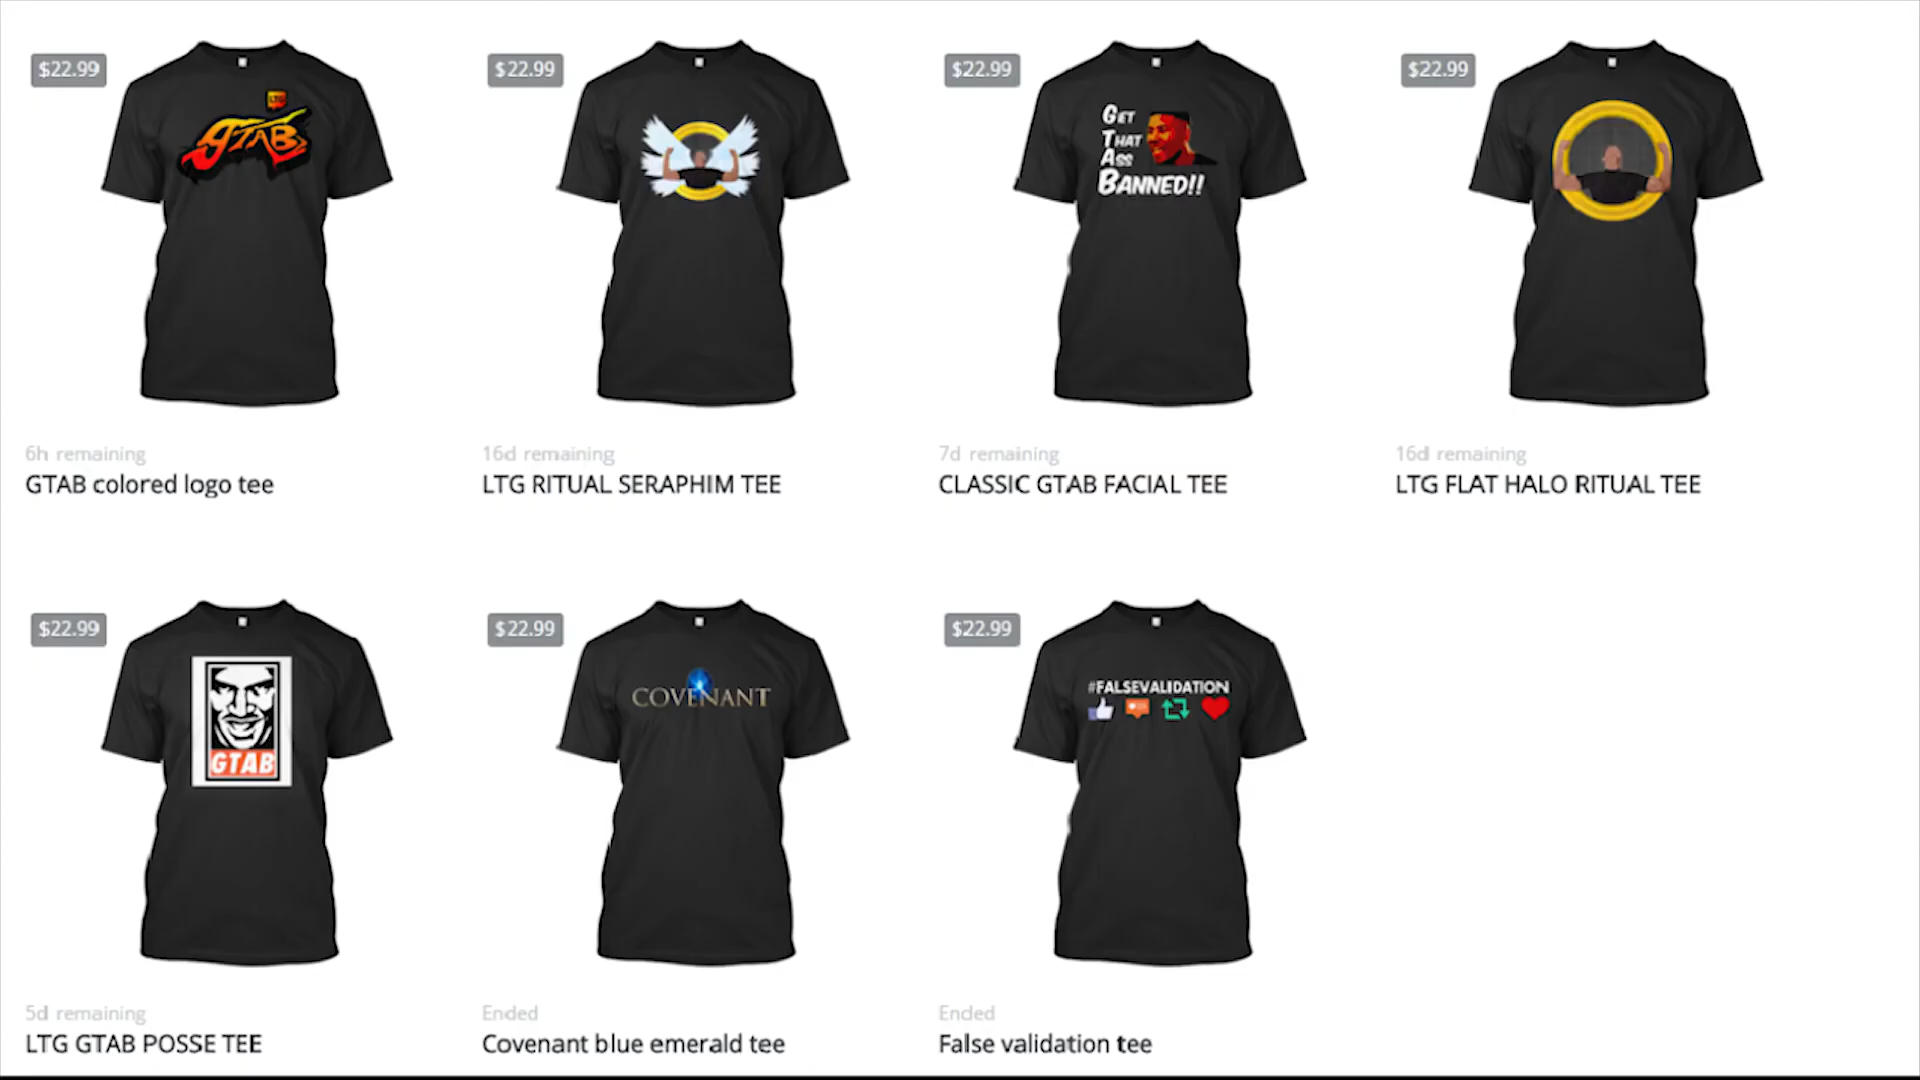 $22.99
LTG
GTAB
6h remaining
GTAB colored logo tee
$22.99
16d remaining
LTG RITUAL SERAPHIM TEE
$22.99
GET
THAT
ASS
BANNED!!
7d remaining
CLASSIC GTAB FACIAL TEE
$22.99
16d remaining
LTG FLAT HALO RITUAL TEE
$22.99
GTAB
5d remaining
LTG GTAB POSSE TEE
$22.99
COVENANT
Ended
Covenant blue emerald tee
$22.99
#FALSEVALIDATION
Ended
False validation tee